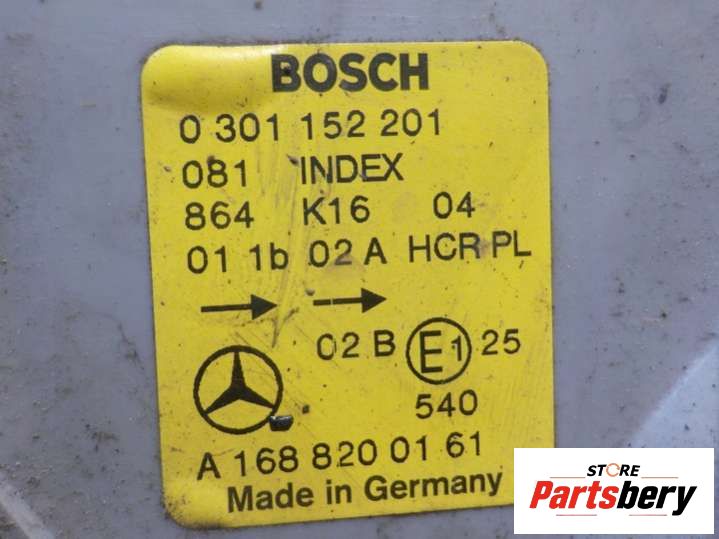 BOSCH
0 301 152 201
081 INDEX
864 K16 04
01 1b 02 A HCR PL
02 B E1 25
540
A 168 820 01 61
Made in Germany
STORE
Partsbery